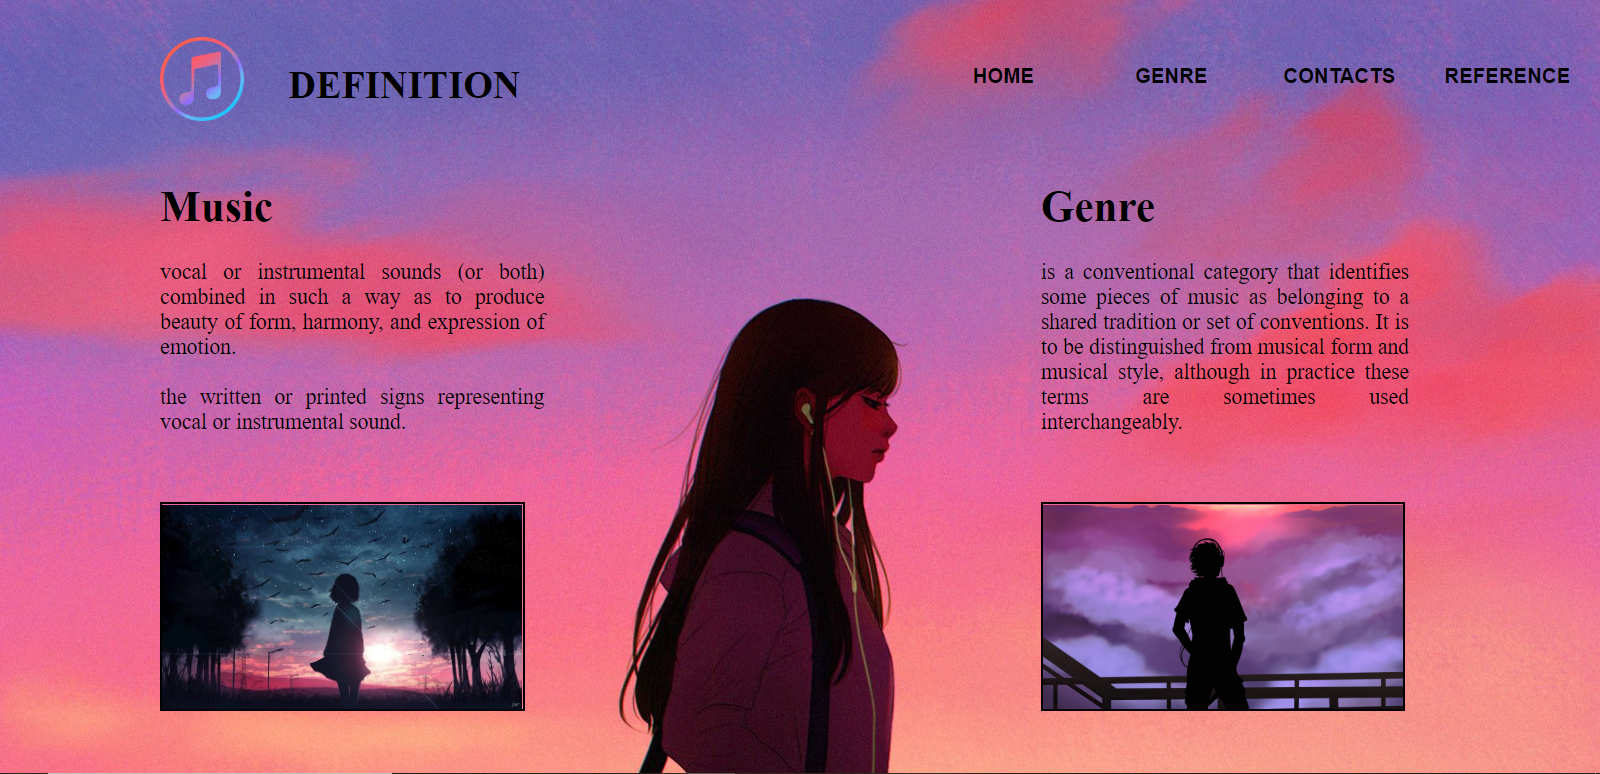 DEFINITION
HOME
GENRE
CONTACTS
REFERENCE
Music
vocal or instrumental sounds (or both)
combined in such a way as to produce
beauty of form, harmony, and expression of
emotion.
the written or printed signs representing
vocal or instrumental sound.
Genre
is a conventional category that identifies
some pieces of music as belonging to a
shared tradition or set of conventions. It is
to be distinguished from musical form and
musical style, although in practice these
terms are sometimes used
interchangeably.